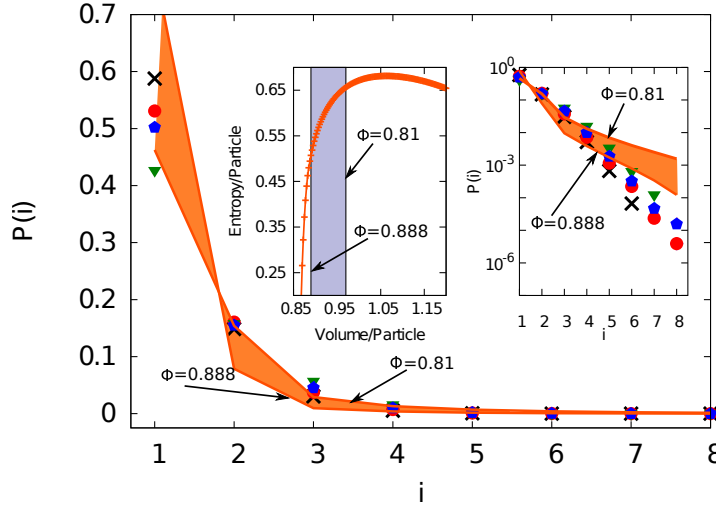 P(i)
0.7
0.6
0.5
0.4
0.3
0.2
0.1
0
1 2 3 4 5 6 7 8
i
Φ=0.888
Φ=0.81
Entropy/Particle
0.65
0.55
0.45
0.35
0.25
0.85 0.95 1.05 1.15
Volume/Particle
Φ=0.81
Φ=0.888
P(i)
10^0
10^-3
10^-6
1 2 3 4 5 6 7 8
i
Φ=0.81
Φ=0.888